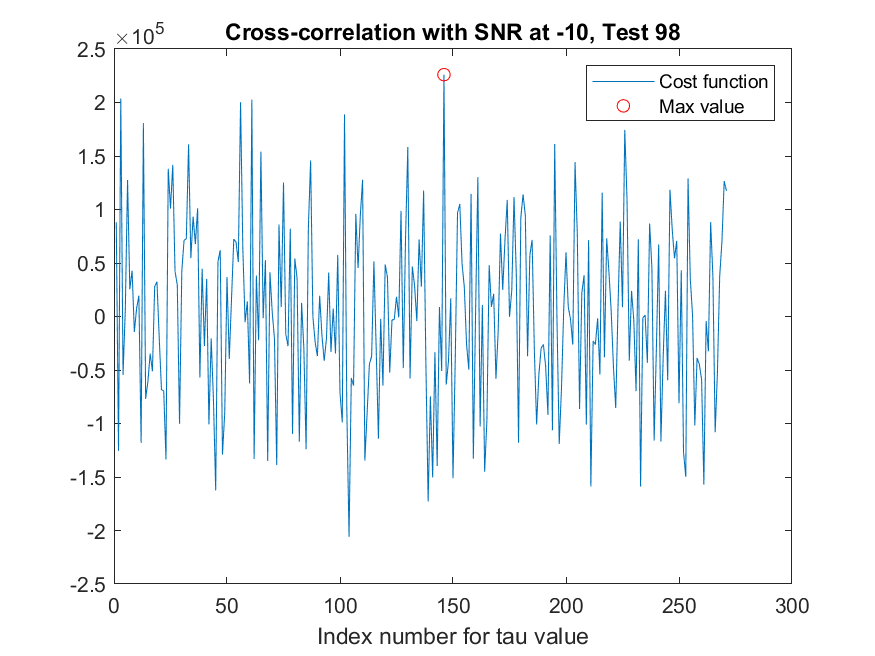 Cross-correlation with SNR at -10, Test 98
×10⁵
2.5
2
1.5
1
0.5
0
-0.5
-1
-1.5
-2
-2.5
Cost function
Max value
0 50 100 150 200 250 300
Index number for tau value